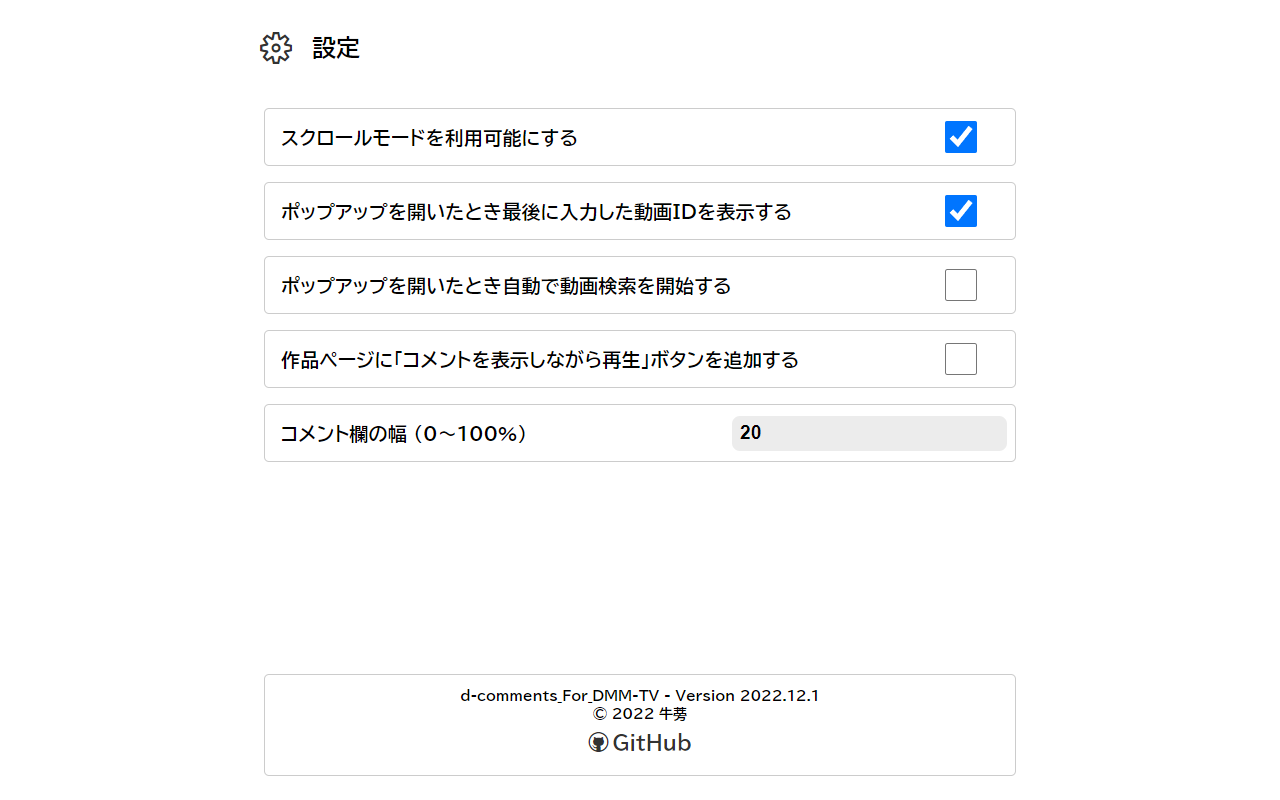 設定
スクロールモードを利用可能にする
ポップアップを開いたとき最後に入力した動画IDを表示する
ポップアップを開いたとき自動で動画検索を開始する
作品ページに「コメントを表示しながら再生」ボタンを追加する
コメント欄の幅（0～100%）
20
d-comments_For_DMM-TV - Version 2022.12.1
© 2022 牛蒡
GitHub